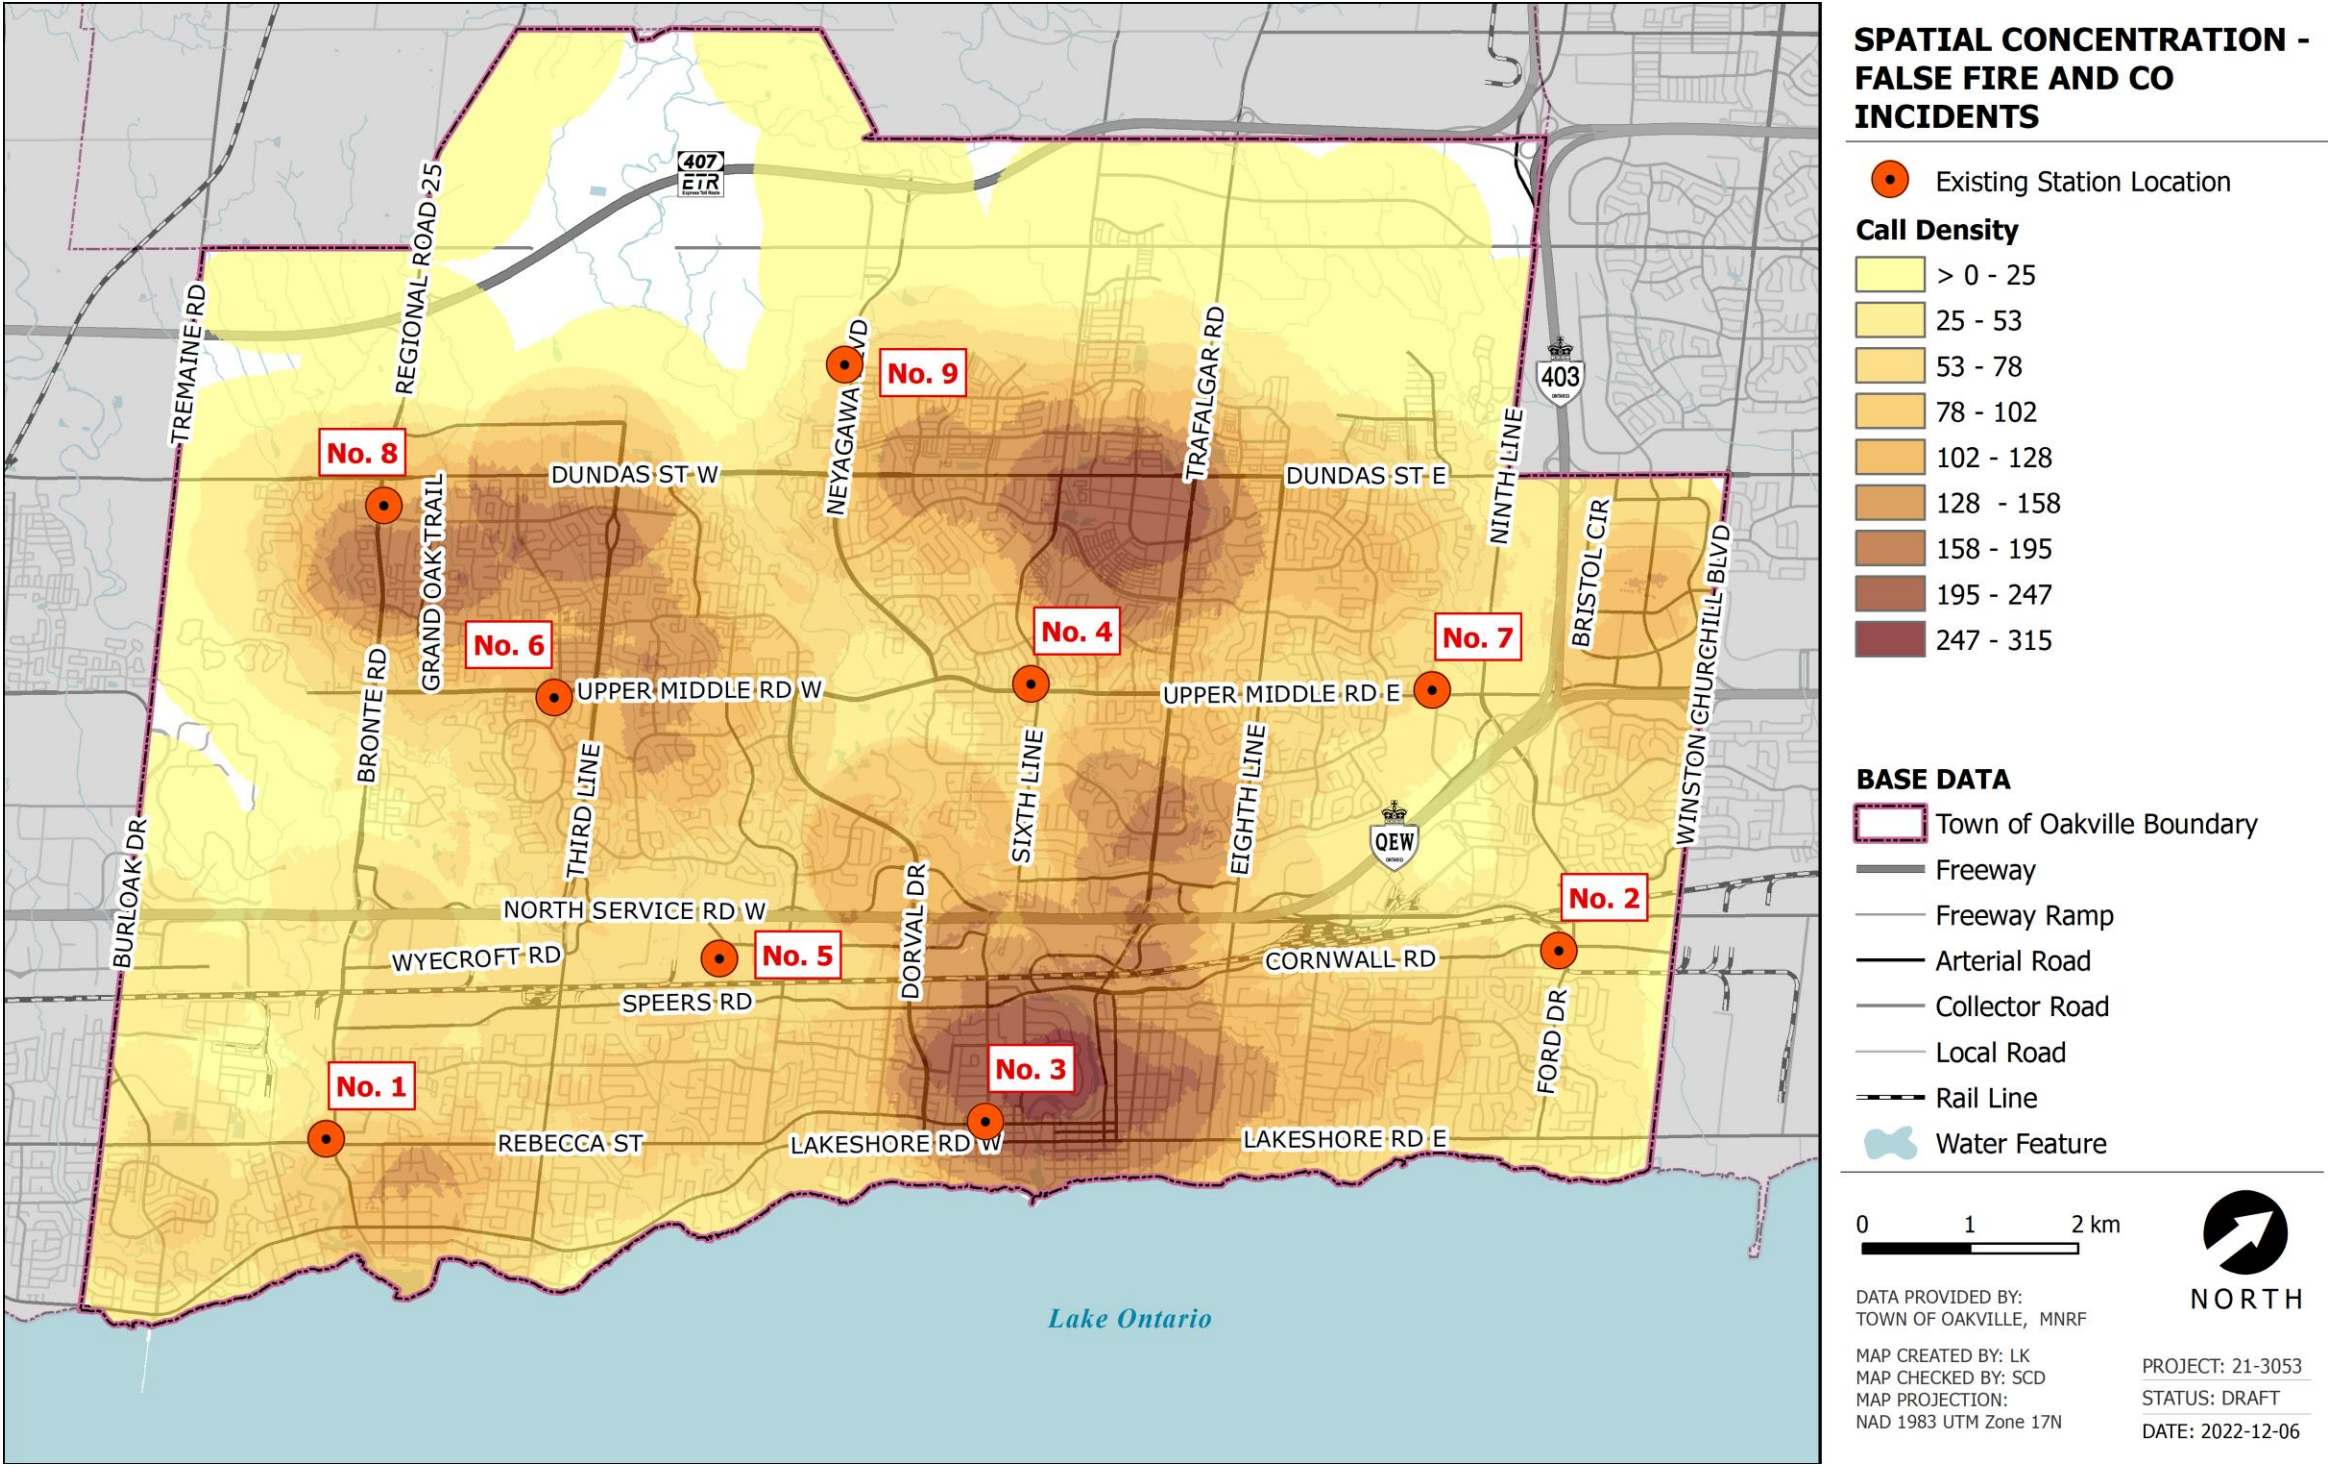 SPATIAL CONCENTRATION -
FALSE FIRE AND CO
INCIDENTS
Existing Station Location
Call Density
> 0 - 25
25 - 53
53 - 78
78 - 102
102 - 128
128 - 158
158 - 195
195 - 247
247 - 315
BASE DATA
Town of Oakville Boundary
Freeway
Freeway Ramp
Arterial Road
Collector Road
Local Road
Rail Line
Water Feature
0 1 2 km
NORTH
DATA PROVIDED BY:
TOWN OF OAKVILLE, MNRF
MAP CREATED BY: LK
MAP CHECKED BY: SCD
MAP PROJECTION:
NAD 1983 UTM Zone 17N
PROJECT: 21-3053
STATUS: DRAFT
DATE: 2022-12-06
407
ETR
REGIONAL ROAD 25
TREMAINE RD
NEYAGAWA BLVD
TRAFALGAR RD
403
ONTARIO
No. 9
No. 8
DUNDAS ST W
DUNDAS ST E
NINTH LINE
GRAND OAK TRAIL
BRISTOL CIR
WINSTON CHURCHILL BLVD
No. 6
No. 4
No. 7
UPPER MIDDLE RD W
UPPER MIDDLE RD E
BRONTE RD
THIRD LINE
SIXTH LINE
EIGHTH LINE
QEW
ONTARIO
BURLOAK DR
DORVAL DR
NORTH SERVICE RD W
No. 2
WYECROFT RD
No. 5
CORNWALL RD
SPEERS RD
FORD DR
No. 1
No. 3
REBECCA ST
LAKESHORE RD W
LAKESHORE RD E
Lake Ontario